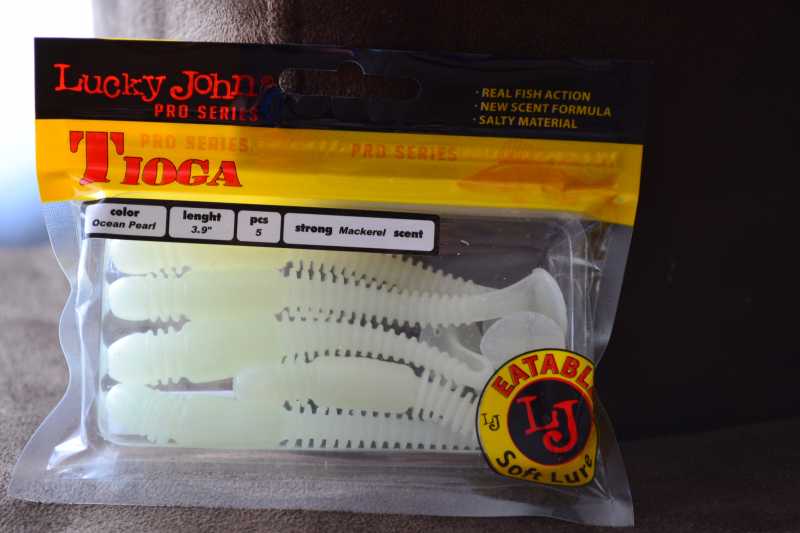 Lucky John
PRO SERIES
· REAL FISH ACTION
· NEW SCENT FORMULA
· SALTY MATERIAL
PRO SERIES
PRO SERIES
TIOGA
color
Ocean Pearl
lenght
3.9"
pcs
5
strong Mackerel scent
EATABLE
LJ
LJ
Soft Lure